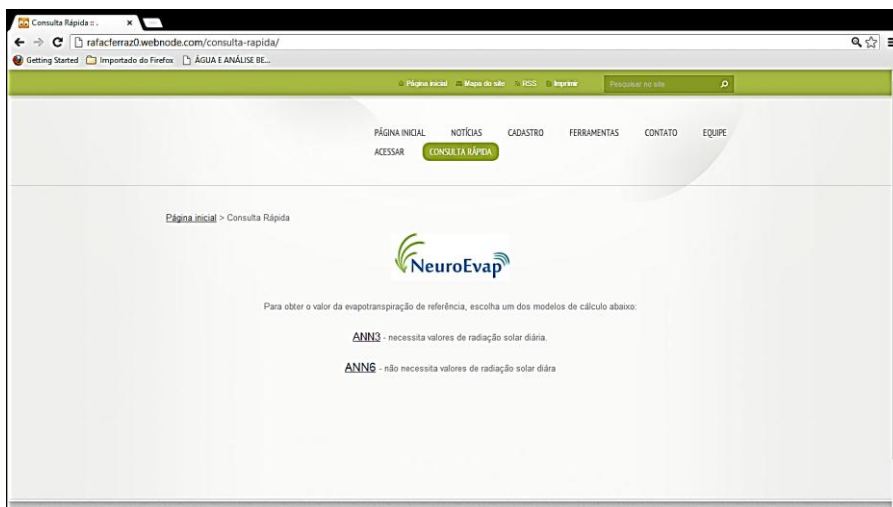 Consulta Rápida :: .
rafacferraz0.webnode.com/consulta-rapida/
Getting Started Importado do Firefox ÁGUA E ANÁLISE BE...
Página inicial Mapa do site RSS Imprimir Pesquisar no site
PÁGINA INICIAL NOTÍCIAS CADASTRO FERRAMENTAS CONTATO EQUIPE
ACESSAR CONSULTA RÁPIDA
Página inicial > Consulta Rápida
NeuroEvap
Para obter o valor da evapotranspiração de referência, escolha um dos modelos de cálculo abaixo:
ANN3 - necessita valores de radiação solar diária.
ANN6 - não necessita valores de radiação solar diára